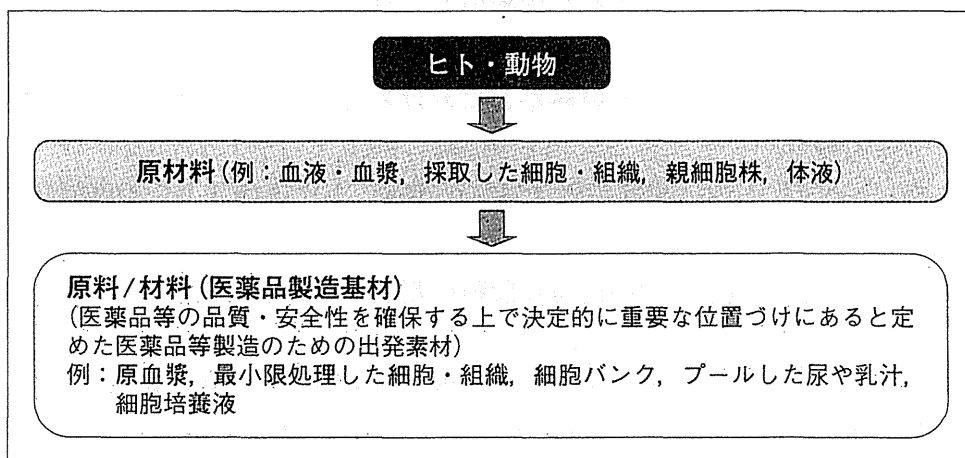 ヒト・動物
原材料(例:血液・血漿,採取した細胞・組織,親細胞株,体液)
原料/材料(医薬品製造基材)
(医薬品等の品質・安全性を確保する上で決定的に重要な位置づけにあると定
めた医薬品等製造のための出発素材)
例:原血漿,最小限処理した細胞・組織,細胞バンク,プールした尿や乳汁,
細胞培養液